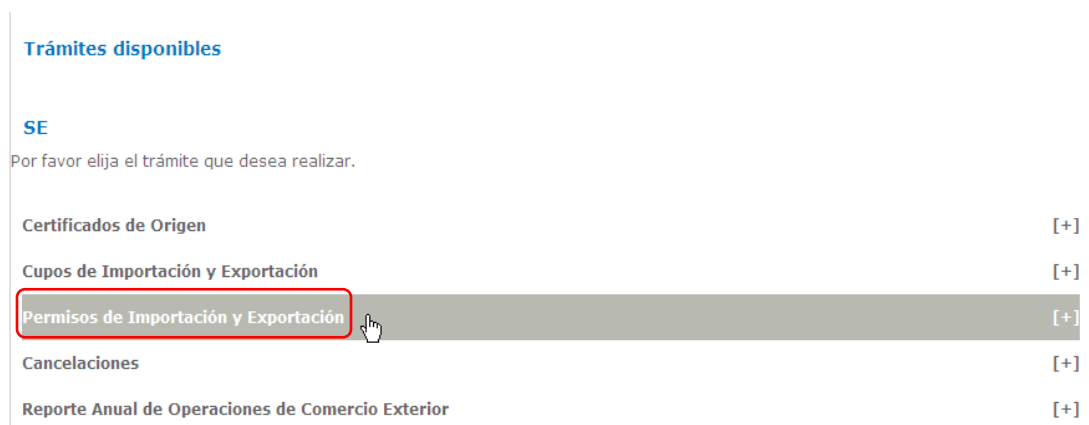 Trámites disponibles
SE
Por favor elija el trámite que desea realizar.
Certificados de Origen [+]
Cupos de Importación y Exportación [+]
Permisos de Importación y Exportación [+]
Cancelaciones [+]
Reporte Anual de Operaciones de Comercio Exterior [+]